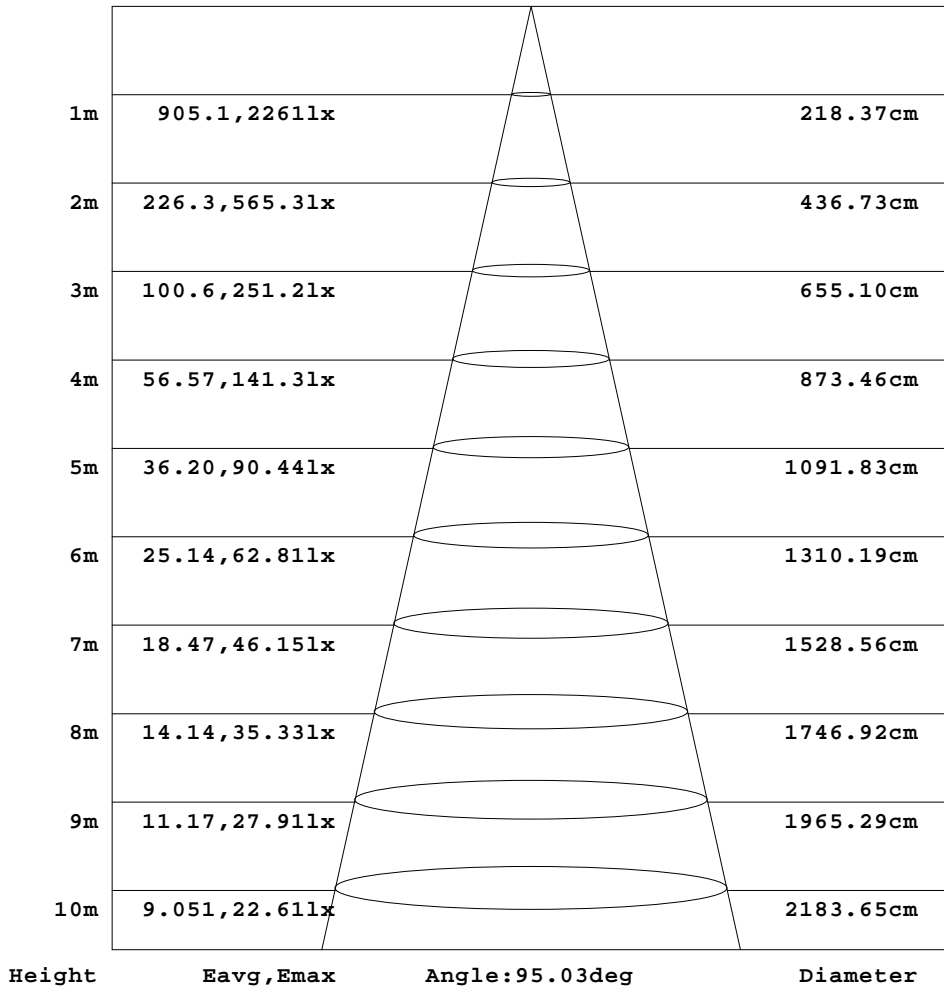 1m 905.1,2261lx 218.37cm
2m 226.3,565.3lx 436.73cm
3m 100.6,251.2lx 655.10cm
4m 56.57,141.3lx 873.46cm
5m 36.20,90.44lx 1091.83cm
6m 25.14,62.81lx 1310.19cm
7m 18.47,46.15lx 1528.56cm
8m 14.14,35.33lx 1746.92cm
9m 11.17,27.91lx 1965.29cm
10m 9.051,22.61lx 2183.65cm
Height Eavg,Emax Angle:95.03deg Diameter